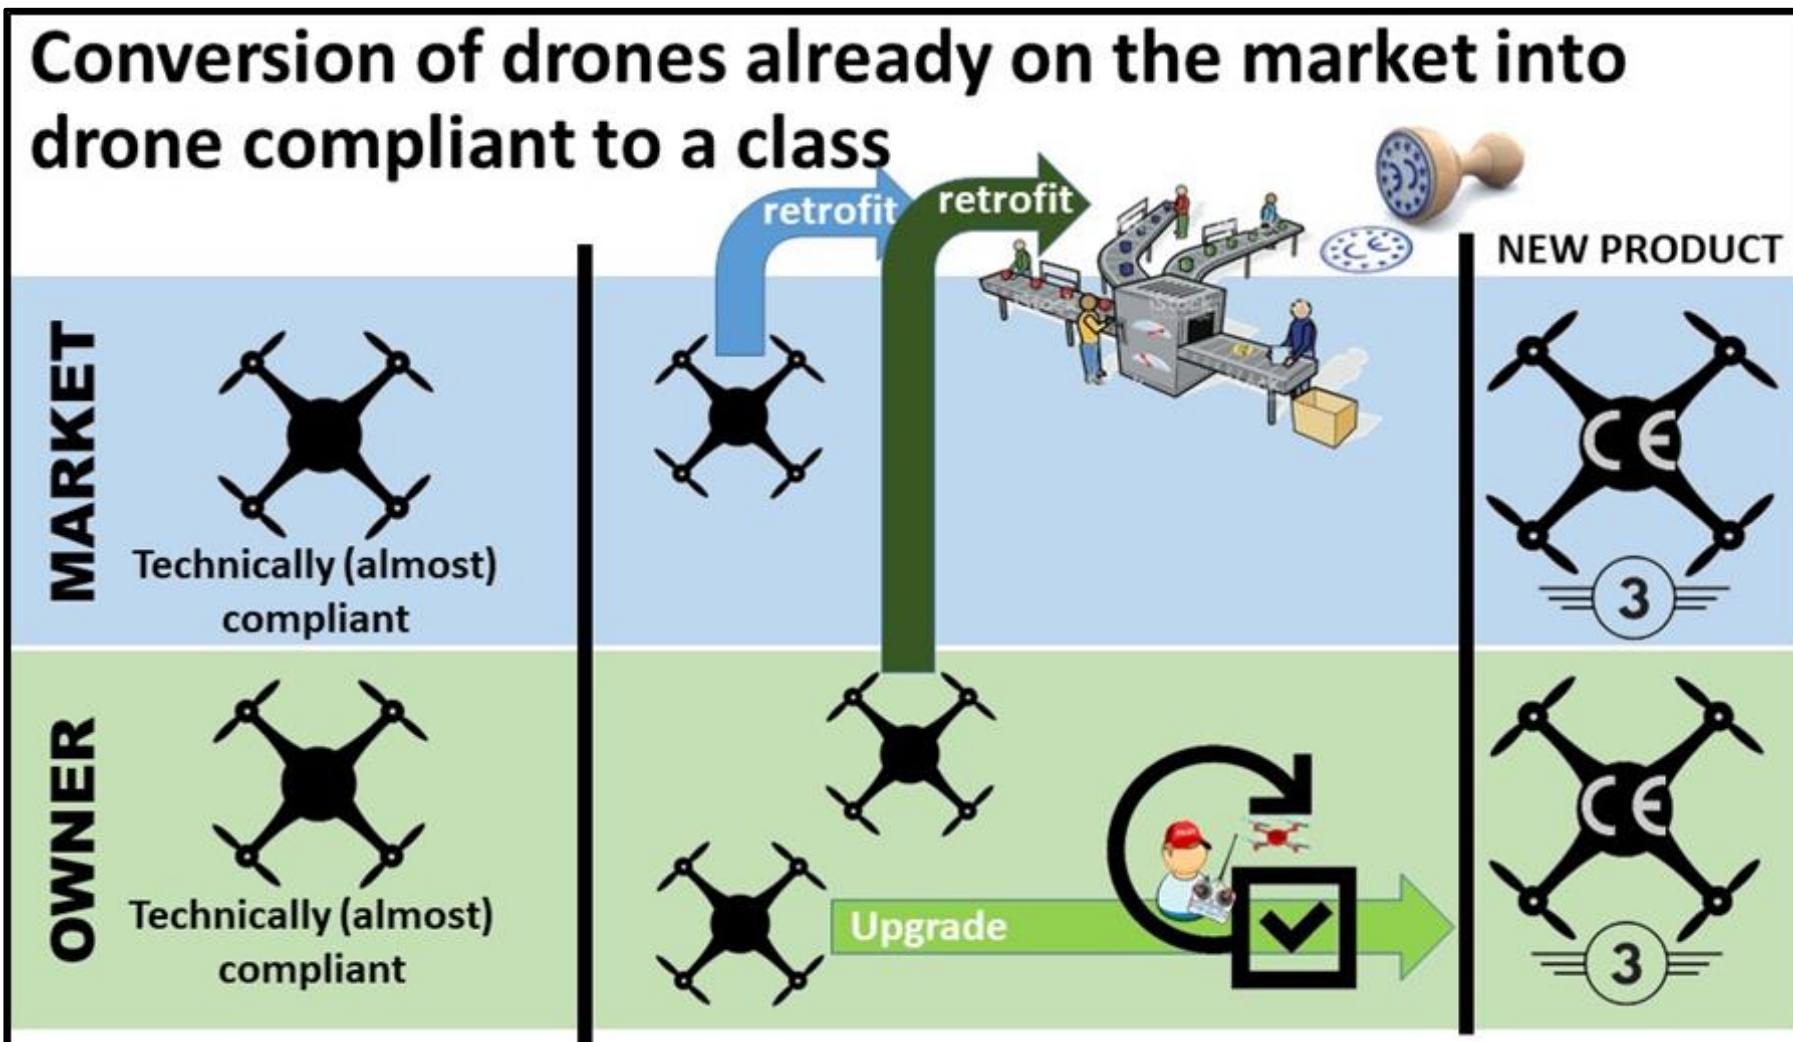 Conversion of drones already on the market into
drone compliant to a class
retrofit
retrofit
NEW PRODUCT
MARKET
Technically (almost)
compliant
CE
CE
3
OWNER
Technically (almost)
compliant
Upgrade
CE
3